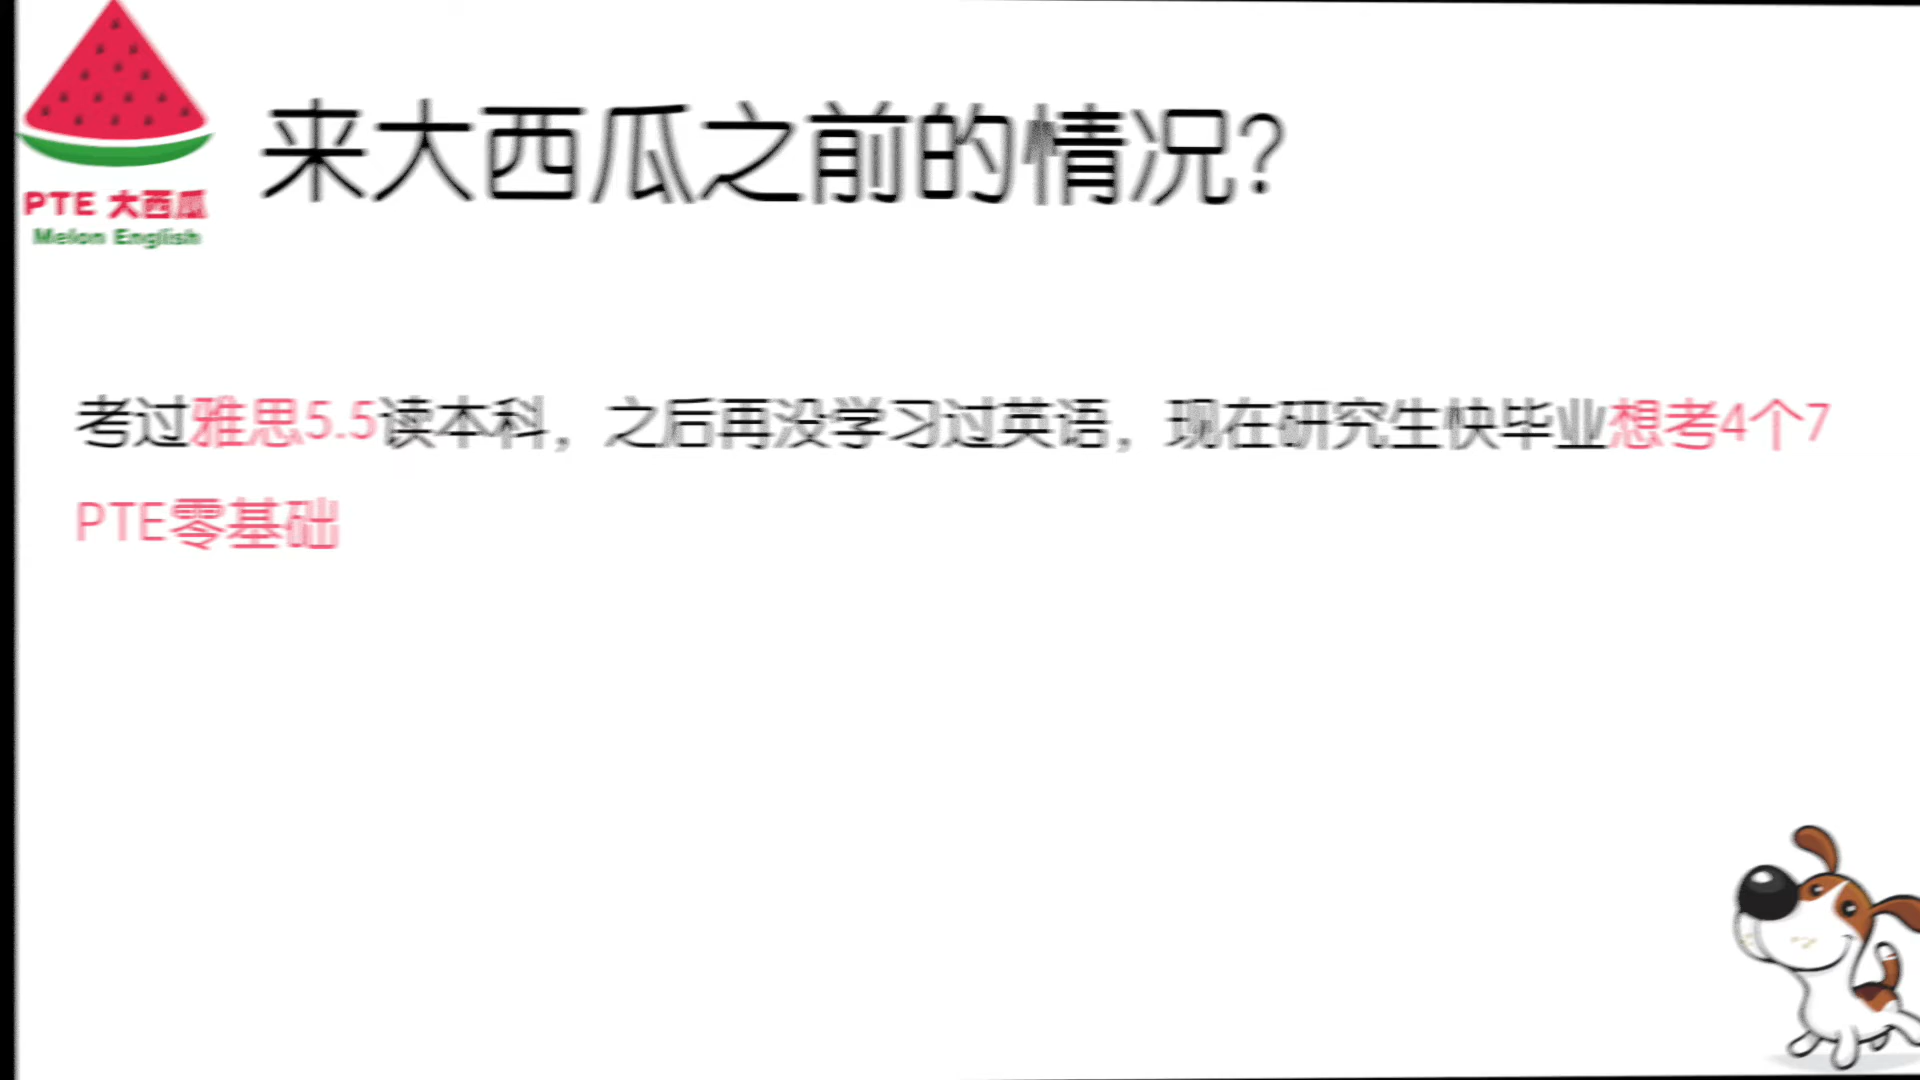 PTE 大西瓜
Melon English
来大西瓜之前的情况？
考过雅思5.5读本科，之后再没学习过英语，现在研究生快毕业想考4个7
PTE零基础